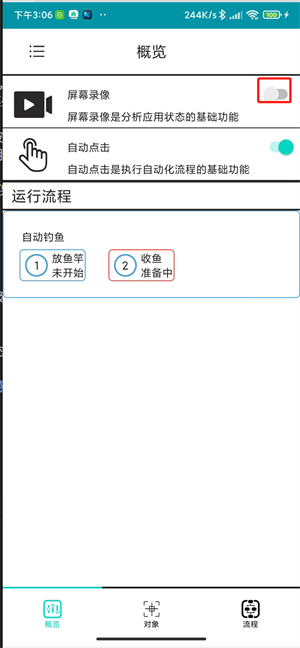 下午3:06
244K/s
100
概览
屏幕录像
屏幕录像是分析应用状态的基础功能
自动点击
自动点击是执行自动化流程的基础功能
运行流程
自动钓鱼
1 放鱼竿
未开始
2 收鱼
准备中
概览
对象
流程